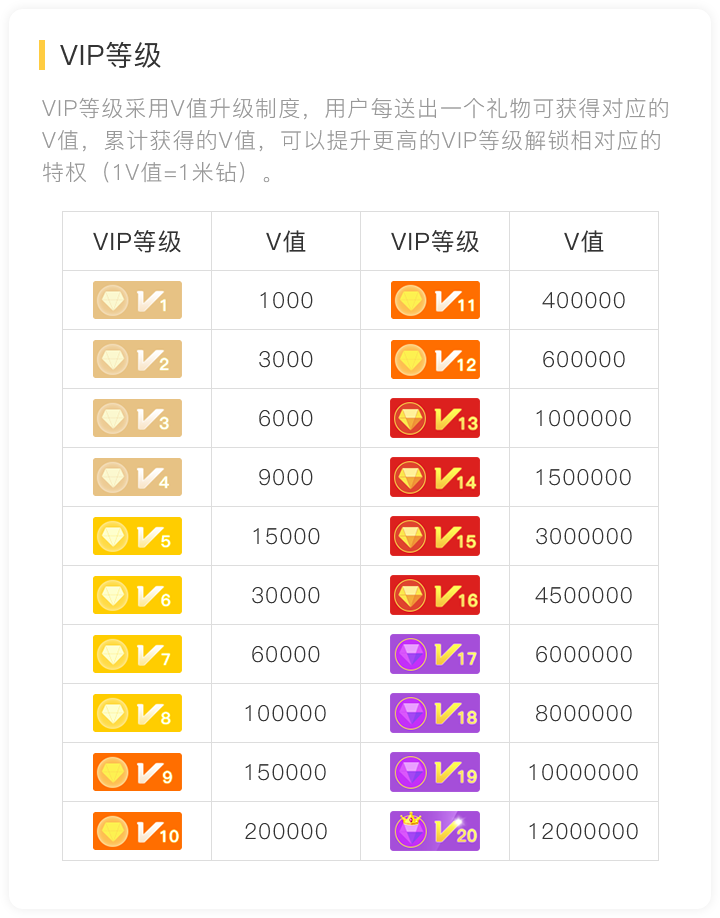 VIP等级
VIP等级采用V值升级制度，用户每送出一个礼物可获得对应的
V值，累计获得的V值，可以提升更高的VIP等级解锁相对应的
特权（1V值=1米钻）。
VIP等级 V值 VIP等级 V值
V1 1000 V11 400000
V2 3000 V12 600000
V3 6000 V13 1000000
V4 9000 V14 1500000
V5 15000 V15 3000000
V6 30000 V16 4500000
V7 60000 V17 6000000
V8 100000 V18 8000000
V9 150000 V19 10000000
V10 200000 V20 12000000